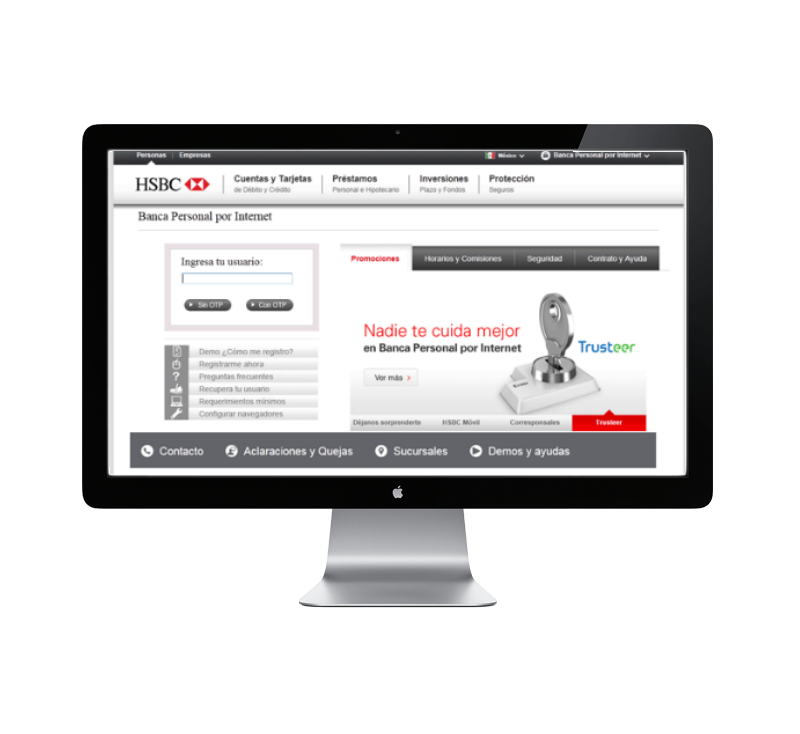 Personas | Empresas
México
Banca Personal por Internet
HSBC
Cuentas y Tarjetas
de Débito y Crédito
Préstamos
Personal e Hipotecario
Inversiones
Plazo y Fondos
Protección
Seguros
Banca Personal por Internet
Ingresa tu usuario:
Sin OTP
Con OTP
Demo ¿Cómo me registro?
Registrarme ahora
Preguntas frecuentes
Recupera tu usuario
Requerimientos mínimos
Configurar navegadores
Promociones
Horarios y Comisiones
Seguridad
Contrato y Ayuda
Nadie te cuida mejor
en Banca Personal por Internet
Trusteer
Ver más >
Déjanos sorprenderte
HSBC Móvil
Corresponsales
Trusteer
Contacto
Aclaraciones y Quejas
Sucursales
Demos y ayudas